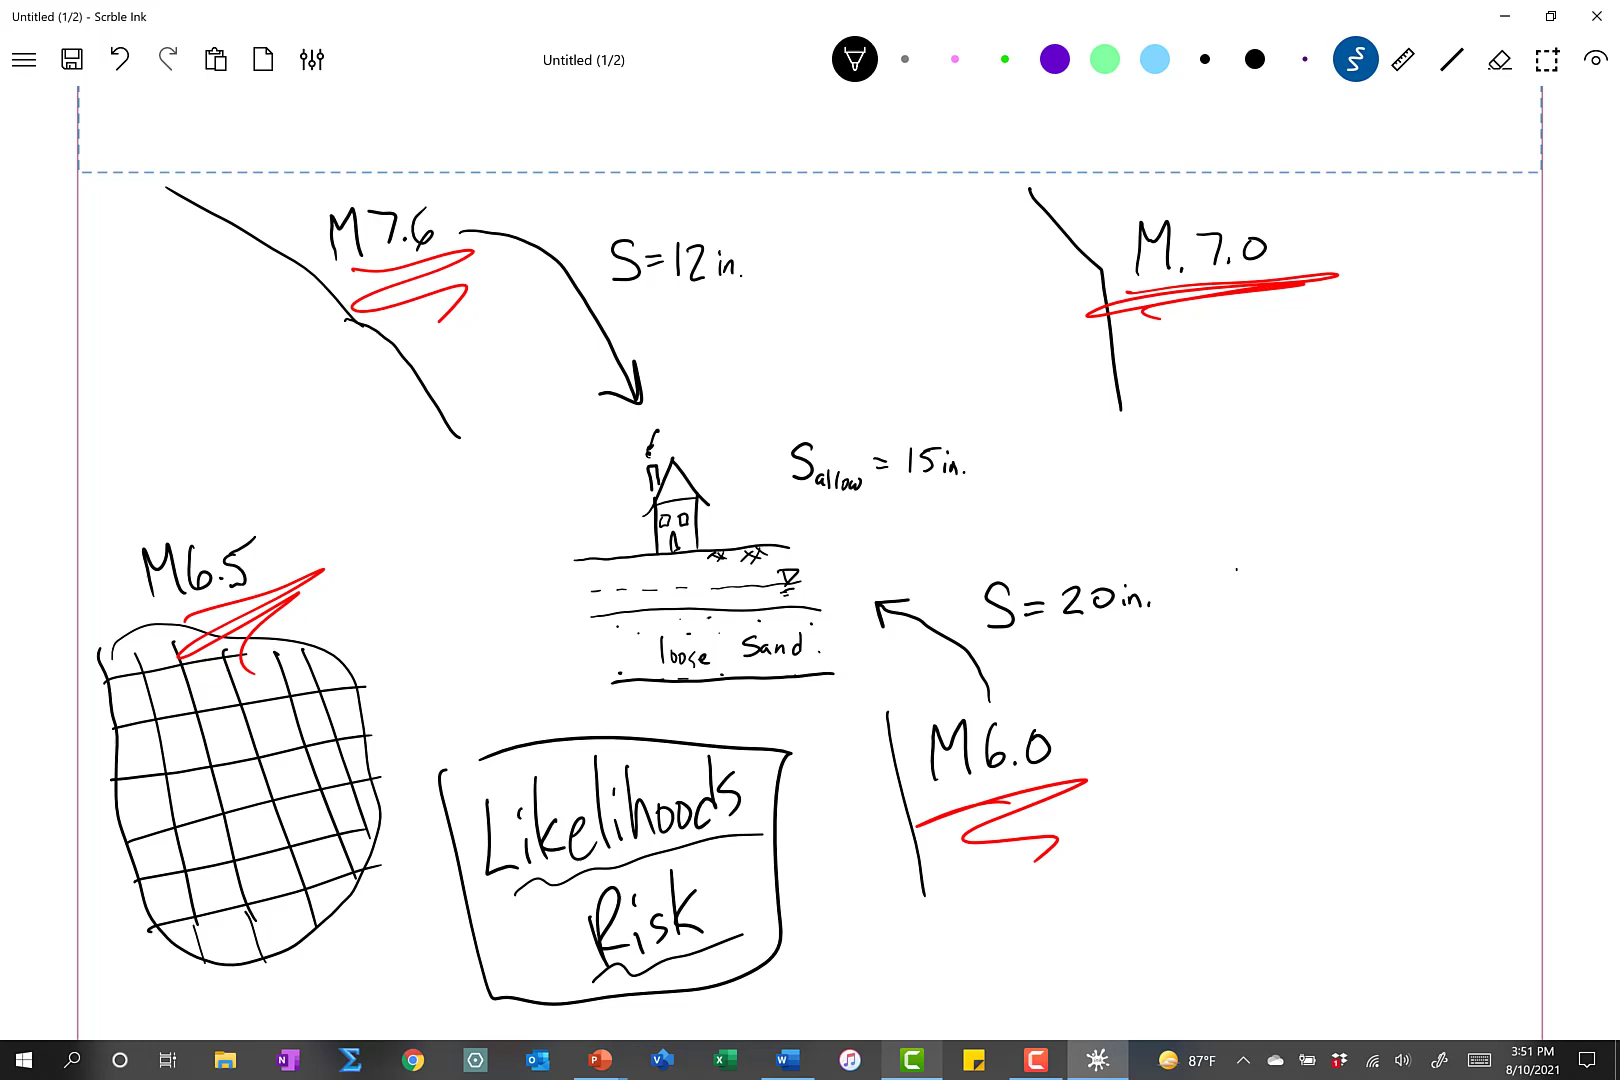 Untitled (1/2) - Scrble Ink
Untitled (1/2)
M7.6
S=12 in.
M.7.0
Sallow = 15in.
M6.5
S= 20in.
loose Sand.
M6.0
Likelihoods
Risk
87°F
3:51 PM
8/10/2021